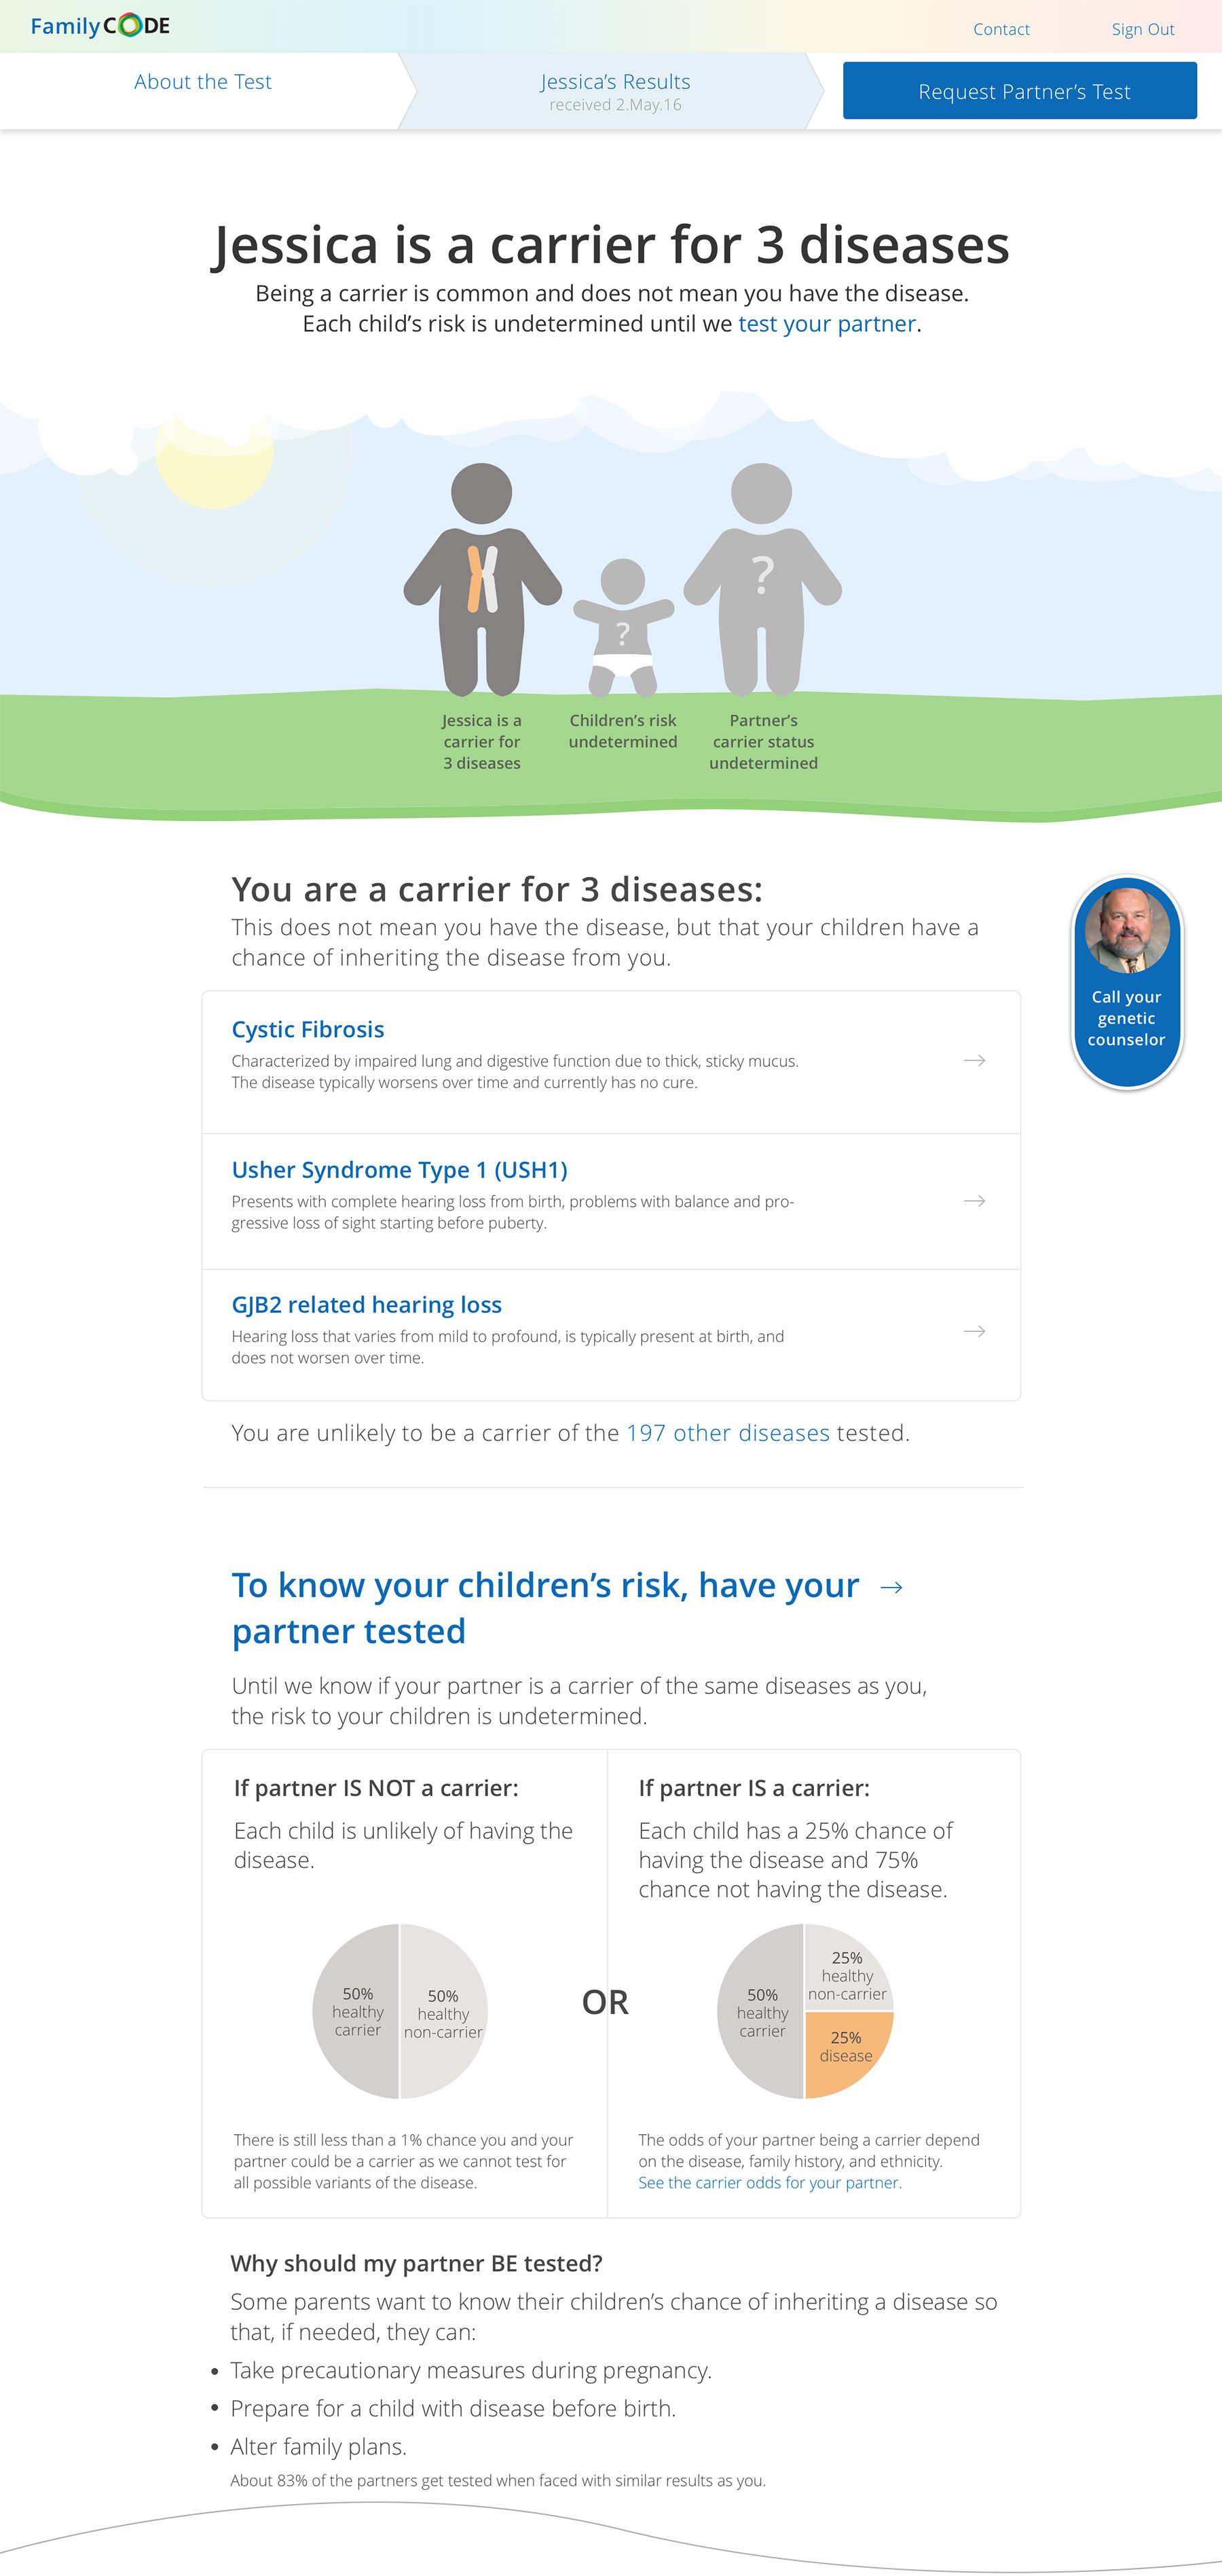 Family CODE
Contact
Sign Out
About the Test
Jessica’s Results
received 2.May.16
Request Partner’s Test
Jessica is a carrier for 3 diseases
Being a carrier is common and does not mean you have the disease.
Each child’s risk is undetermined until we test your partner.
?
?
Jessica is a
carrier for
3 diseases
Children’s risk
undetermined
Partner’s
carrier status
undetermined
You are a carrier for 3 diseases:
This does not mean you have the disease, but that your children have a
chance of inheriting the disease from you.
Call your
genetic
counselor
Cystic Fibrosis
Characterized by impaired lung and digestive function due to thick, sticky mucus.
The disease typically worsens over time and currently has no cure.
Usher Syndrome Type 1 (USH1)
Presents with complete hearing loss from birth, problems with balance and pro-
gressive loss of sight starting before puberty.
GJB2 related hearing loss
Hearing loss that varies from mild to profound, is typically present at birth, and
does not worsen over time.
You are unlikely to be a carrier of the 197 other diseases tested.
To know your children’s risk, have your →
partner tested
Until we know if your partner is a carrier of the same diseases as you,
the risk to your children is undetermined.
If partner IS NOT a carrier:
Each child is unlikely of having the
disease.
50%
healthy
carrier
50%
healthy
non-carrier
There is still less than a 1% chance you and your
partner could be a carrier as we cannot test for
all possible variants of the disease.
OR
If partner IS a carrier:
Each child has a 25% chance of
having the disease and 75%
chance not having the disease.
50%
healthy
carrier
25%
healthy
non-carrier
25%
disease
The odds of your partner being a carrier depend
on the disease, family history, and ethnicity.
See the carrier odds for your partner.
Why should my partner BE tested?
Some parents want to know their children’s chance of inheriting a disease so
that, if needed, they can:
• Take precautionary measures during pregnancy.
• Prepare for a child with disease before birth.
• Alter family plans.
About 83% of the partners get tested when faced with similar results as you.